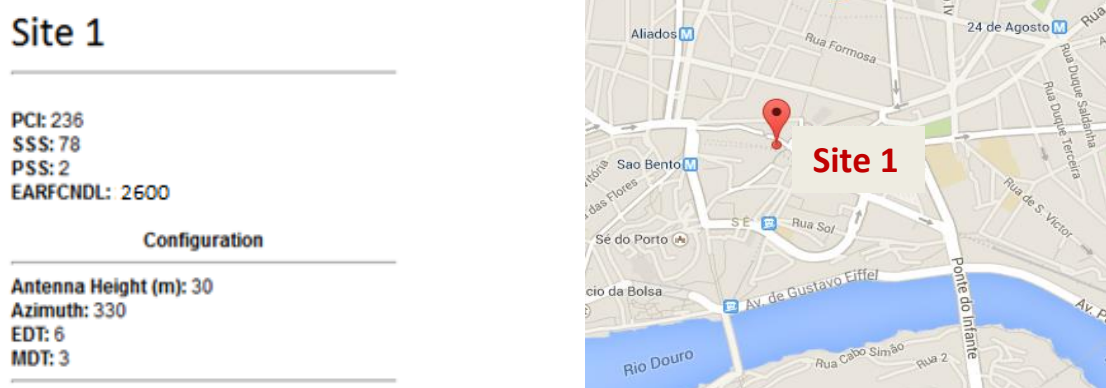 Site 1
PCI: 236
SSS: 78
PSS: 2
EARFCNDL: 2600
Configuration
Antenna Height (m): 30
Azimuth: 330
EDT: 6
MDT: 3
Aliados M
24 de Agosto M
Rua
Rua Formosa
Rua Duque Saldanha
Rua Duque Terceira
Site 1
Sao Bento M
das Flores
Rua de S. Victor
SÉ
Rua Sol
Sé do Porto
cio da Bolsa
Av. de Gustavo Eiffel
Ponte do Infante
Av. P
Rio Douro
Rua Cabo Simão
Rua 2